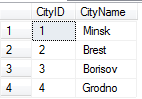 CityID CityName
1 1 Minsk
2 2 Brest
3 3 Borisov
4 4 Grodno